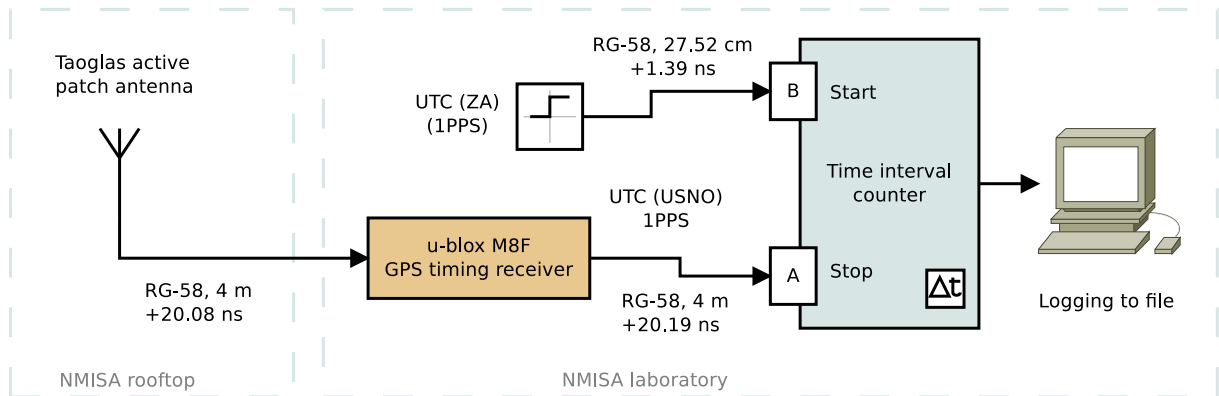 Taoglas active
patch antenna
RG-58, 4 m
+20.08 ns
NMISA rooftop
UTC (ZA)
(1PPS)
RG-58, 27.52 cm
+1.39 ns
B
Start
Time interval
counter
u-blox M8F
GPS timing receiver
UTC (USNO)
1PPS
RG-58, 4 m
+20.19 ns
A
Stop
Δt
Logging to file
NMISA laboratory